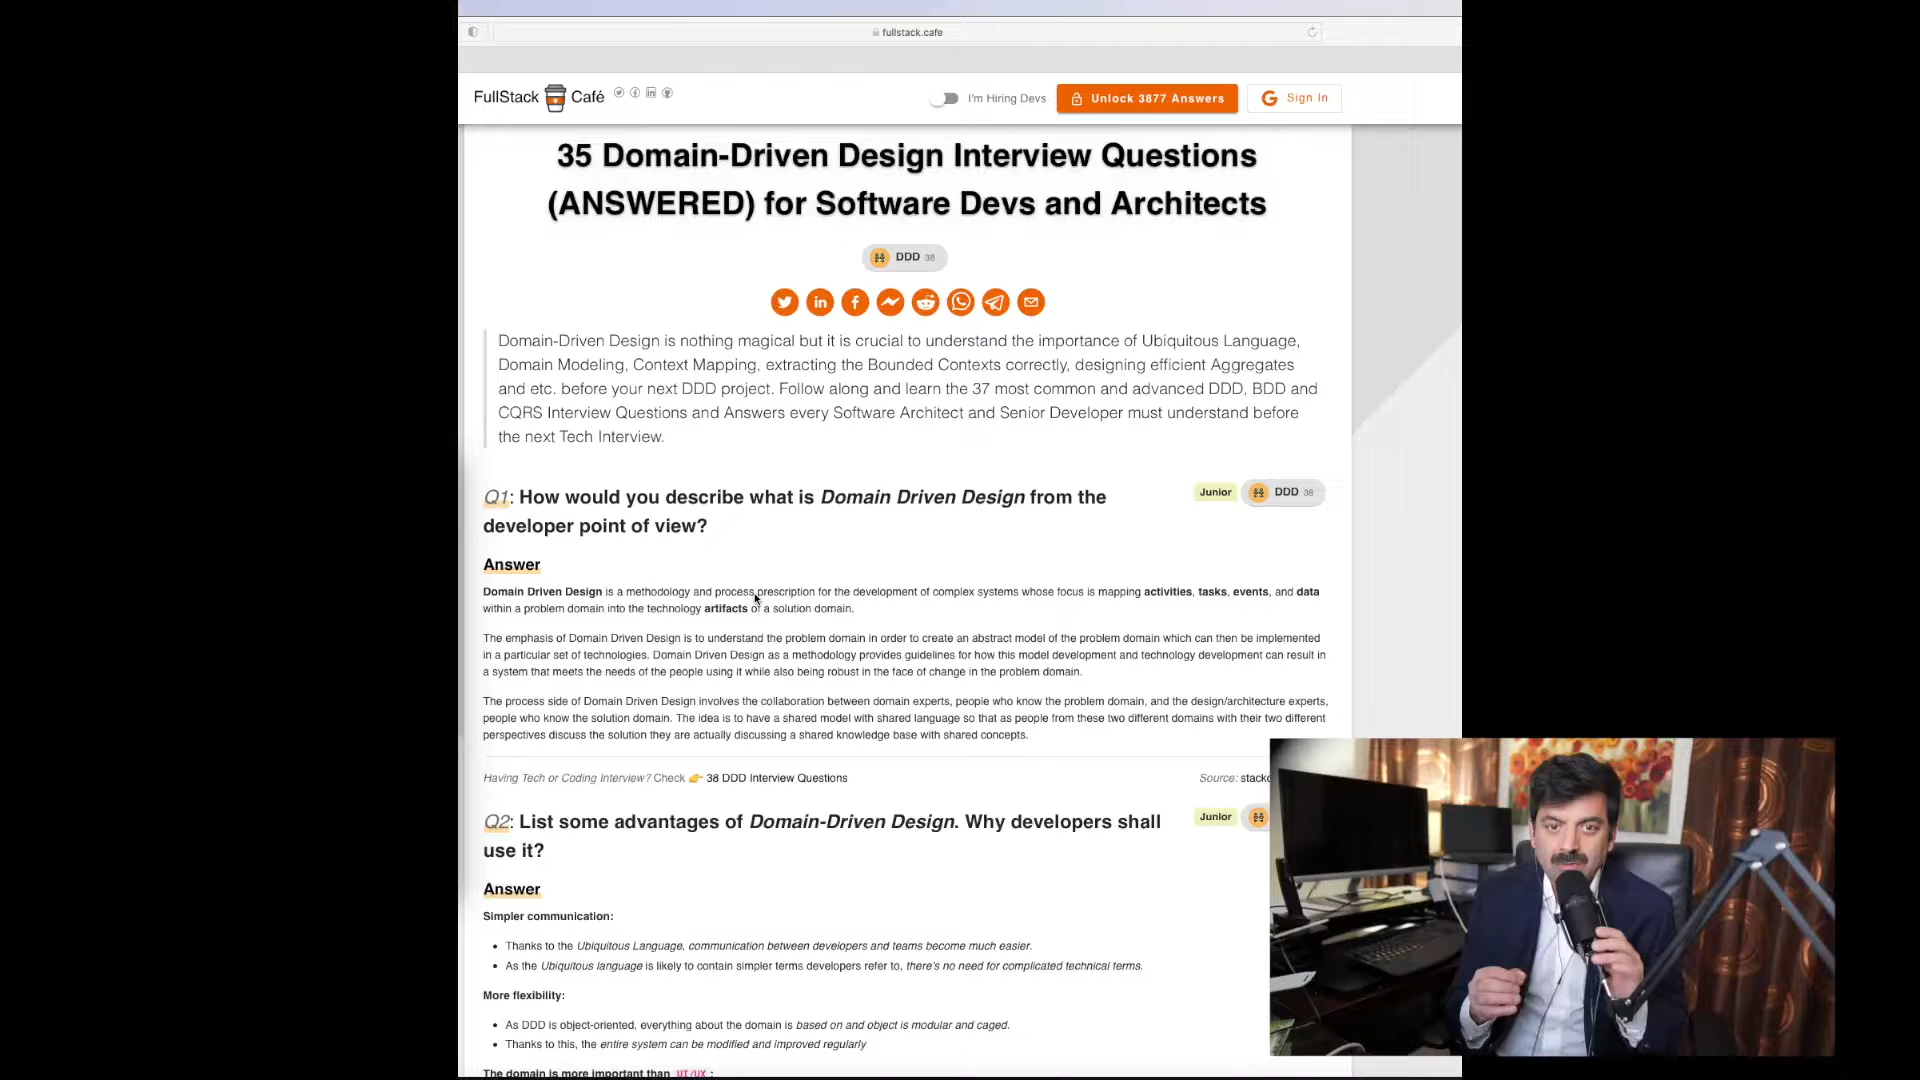 fullstack.cafe
FullStack Café
I'm Hiring Devs
Unlock 3877 Answers
Sign In
35 Domain-Driven Design Interview Questions
(ANSWERED) for Software Devs and Architects
DDD 38
Domain-Driven Design is nothing magical but it is crucial to understand the importance of Ubiquitous Language,
Domain Modeling, Context Mapping, extracting the Bounded Contexts correctly, designing efficient Aggregates
and etc. before your next DDD project. Follow along and learn the 37 most common and advanced DDD, BDD and
CQRS Interview Questions and Answers every Software Architect and Senior Developer must understand before
the next Tech Interview.
Q1: How would you describe what is Domain Driven Design from the
developer point of view?
Junior
DDD 38
Answer
Domain Driven Design is a methodology and process prescription for the development of complex systems whose focus is mapping activities, tasks, events, and data
within a problem domain into the technology artifacts of a solution domain.
The emphasis of Domain Driven Design is to understand the problem domain in order to create an abstract model of the problem domain which can then be implemented
in a particular set of technologies. Domain Driven Design as a methodology provides guidelines for how this model development and technology development can result in
a system that meets the needs of the people using it while also being robust in the face of change in the problem domain.
The process side of Domain Driven Design involves the collaboration between domain experts, people who know the problem domain, and the design/architecture experts,
people who know the solution domain. The idea is to have a shared model with shared language so that as people from these two different domains with their two different
perspectives discuss the solution they are actually discussing a shared knowledge base with shared concepts.
Having Tech or Coding Interview? Check 👉 38 DDD Interview Questions
Source: stack
Q2: List some advantages of Domain-Driven Design. Why developers shall
use it?
Junior
Answer
Simpler communication:
• Thanks to the Ubiquitous Language, communication between developers and teams become much easier.
• As the Ubiquitous language is likely to contain simpler terms developers refer to, there's no need for complicated technical terms.
More flexibility:
• As DDD is object-oriented, everything about the domain is based on and object is modular and caged.
• Thanks to this, the entire system can be modified and improved regularly
The domain is more important than UI/UX :